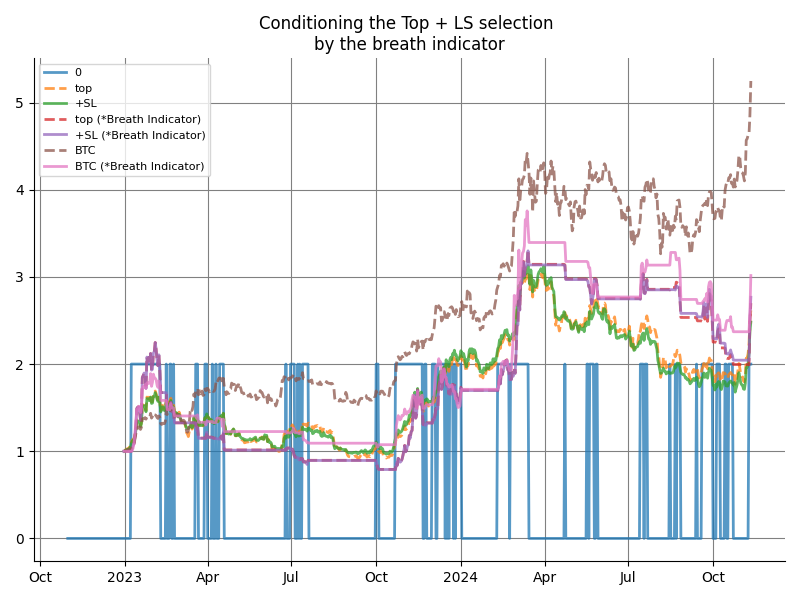 Conditioning the Top + LS selection
by the breath indicator
0
top
+SL
top (*Breath Indicator)
+SL (*Breath Indicator)
BTC
BTC (*Breath Indicator)
5
4
3
2
1
0
Oct
2023
Apr
Jul
Oct
2024
Apr
Jul
Oct